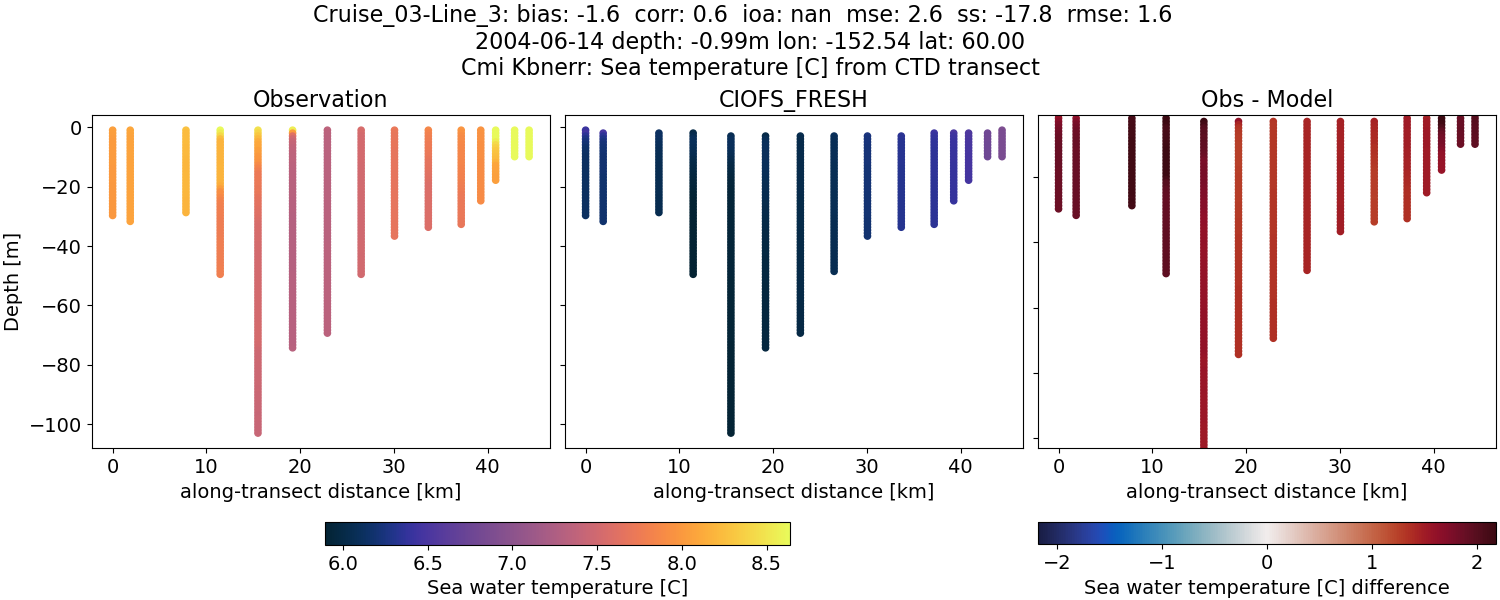 Cruise_03-Line_3: bias: -1.6  corr: 0.6  ioa: nan  mse: 2.6  ss: -17.8  rmse: 1.6
2004-06-14 depth: -0.99m lon: -152.54 lat: 60.00
Cmi Kbnerr: Sea temperature [C] from CTD transect
Observation
CIOFS_FRESH
Obs - Model
Depth [m]
0
−20
−40
−60
−80
−100
0 10 20 30 40
0 10 20 30 40
0 10 20 30 40
along-transect distance [km]
along-transect distance [km]
along-transect distance [km]
6.0 6.5 7.0 7.5 8.0 8.5
Sea water temperature [C]
−2 −1 0 1 2
Sea water temperature [C] difference